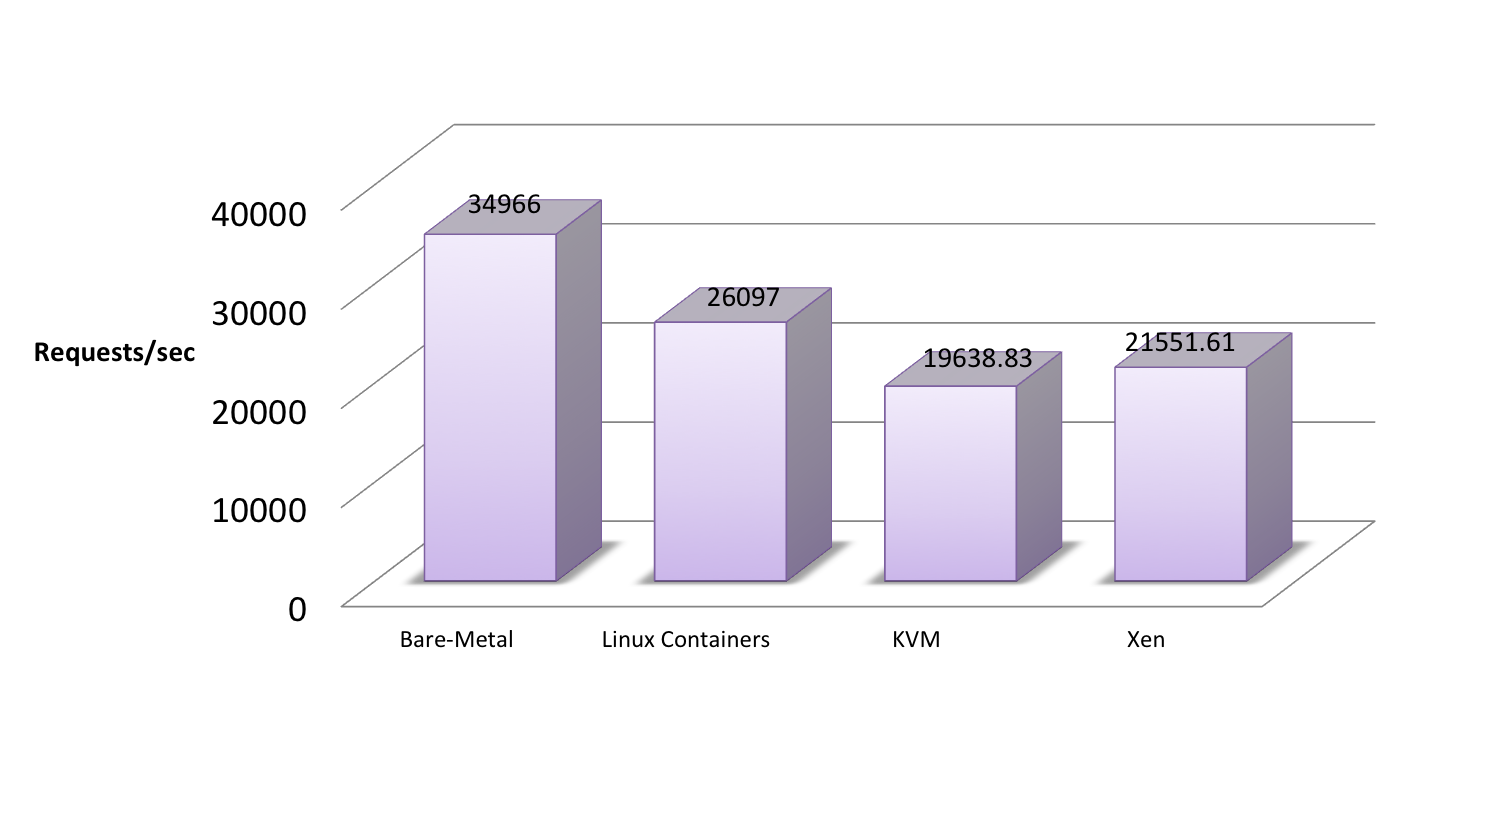 40000
30000
20000
10000
0
Requests/sec
34966
26097
19638.83
21551.61
Bare-Metal
Linux Containers
KVM
Xen